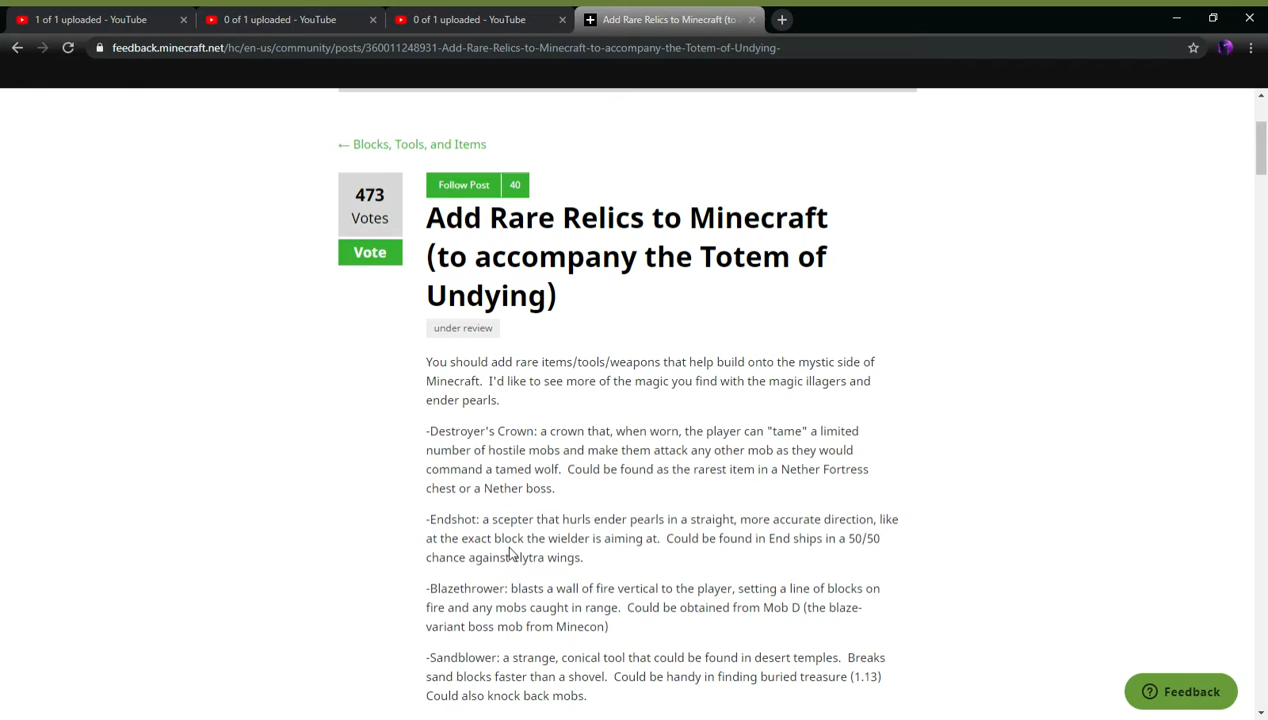 1 of 1 uploaded - YouTube
0 of 1 uploaded - YouTube
0 of 1 uploaded - YouTube
Add Rare Relics to Minecraft (to
feedback.minecraft.net/hc/en-us/community/posts/360011248931-Add-Rare-Relics-to-Minecraft-to-accompany-the-Totem-of-Undying-
← Blocks, Tools, and Items
473
Votes
Vote
Follow Post 40
Add Rare Relics to Minecraft
(to accompany the Totem of
Undying)
under review
You should add rare items/tools/weapons that help build onto the mystic side of
Minecraft. I'd like to see more of the magic you find with the magic illagers and
ender pearls.
-Destroyer's Crown: a crown that, when worn, the player can "tame" a limited
number of hostile mobs and make them attack any other mob as they would
command a tamed wolf. Could be found as the rarest item in a Nether Fortress
chest or a Nether boss.
-Endshot: a scepter that hurls ender pearls in a straight, more accurate direction, like
at the exact block the wielder is aiming at. Could be found in End ships in a 50/50
chance against elytra wings.
-Blazethrower: blasts a wall of fire vertical to the player, setting a line of blocks on
fire and any mobs caught in range. Could be obtained from Mob D (the blaze-
variant boss mob from Minecon)
-Sandblower: a strange, conical tool that could be found in desert temples. Breaks
sand blocks faster than a shovel. Could be handy in finding buried treasure (1.13)
Could also knock back mobs.
Feedback